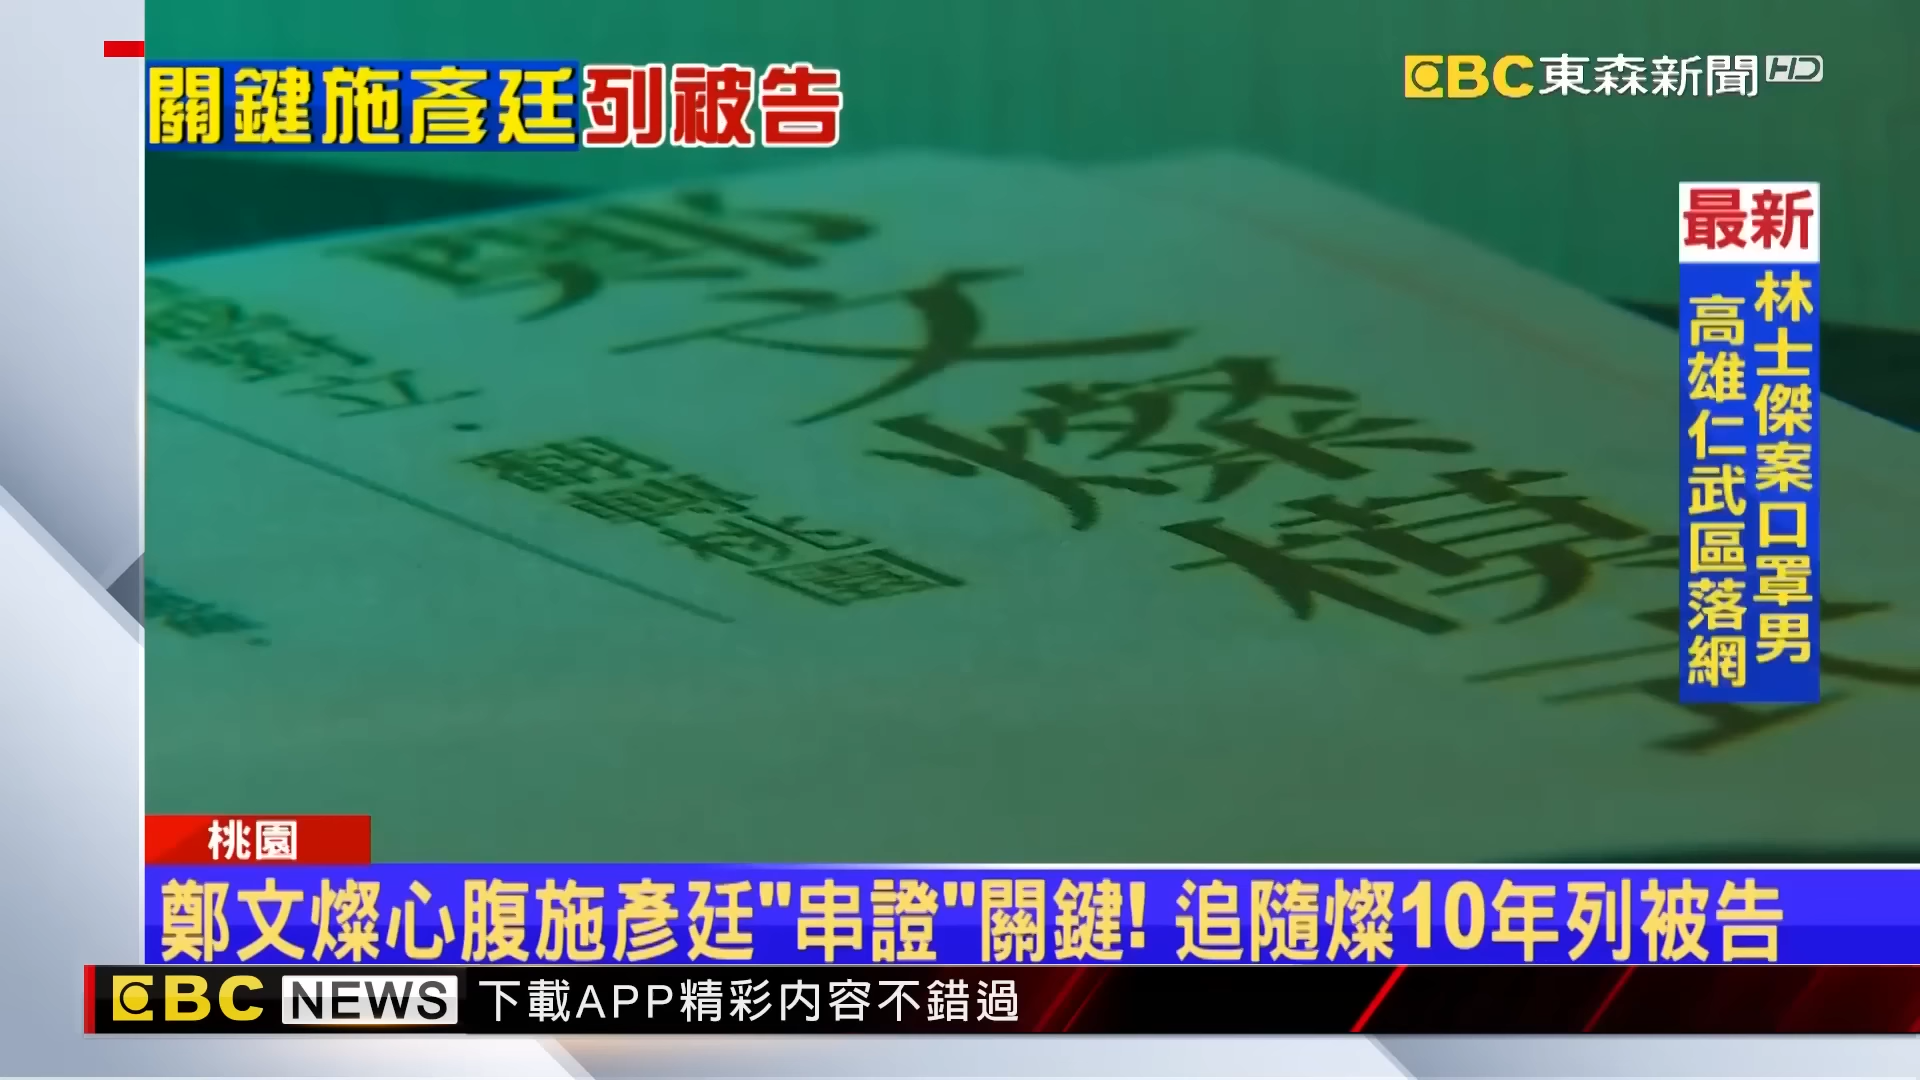 關鍵施彥廷列被告
EBC東森新聞HD
最新
林士傑案口罩男
高雄仁武區落網
鄭文燦
桃園
鄭文燦心腹施彥廷"串證"關鍵! 追隨燦10年列被告
EBC NEWS 下載APP精彩內容不錯過